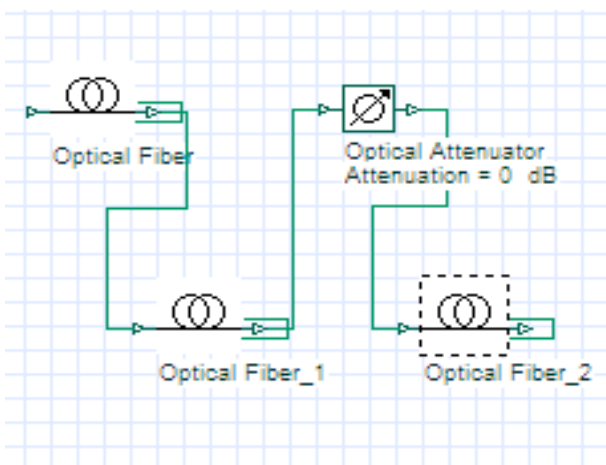 Optical Fiber
Optical Attenuator
Attenuation = 0 dB
Optical Fiber_1
Optical Fiber_2